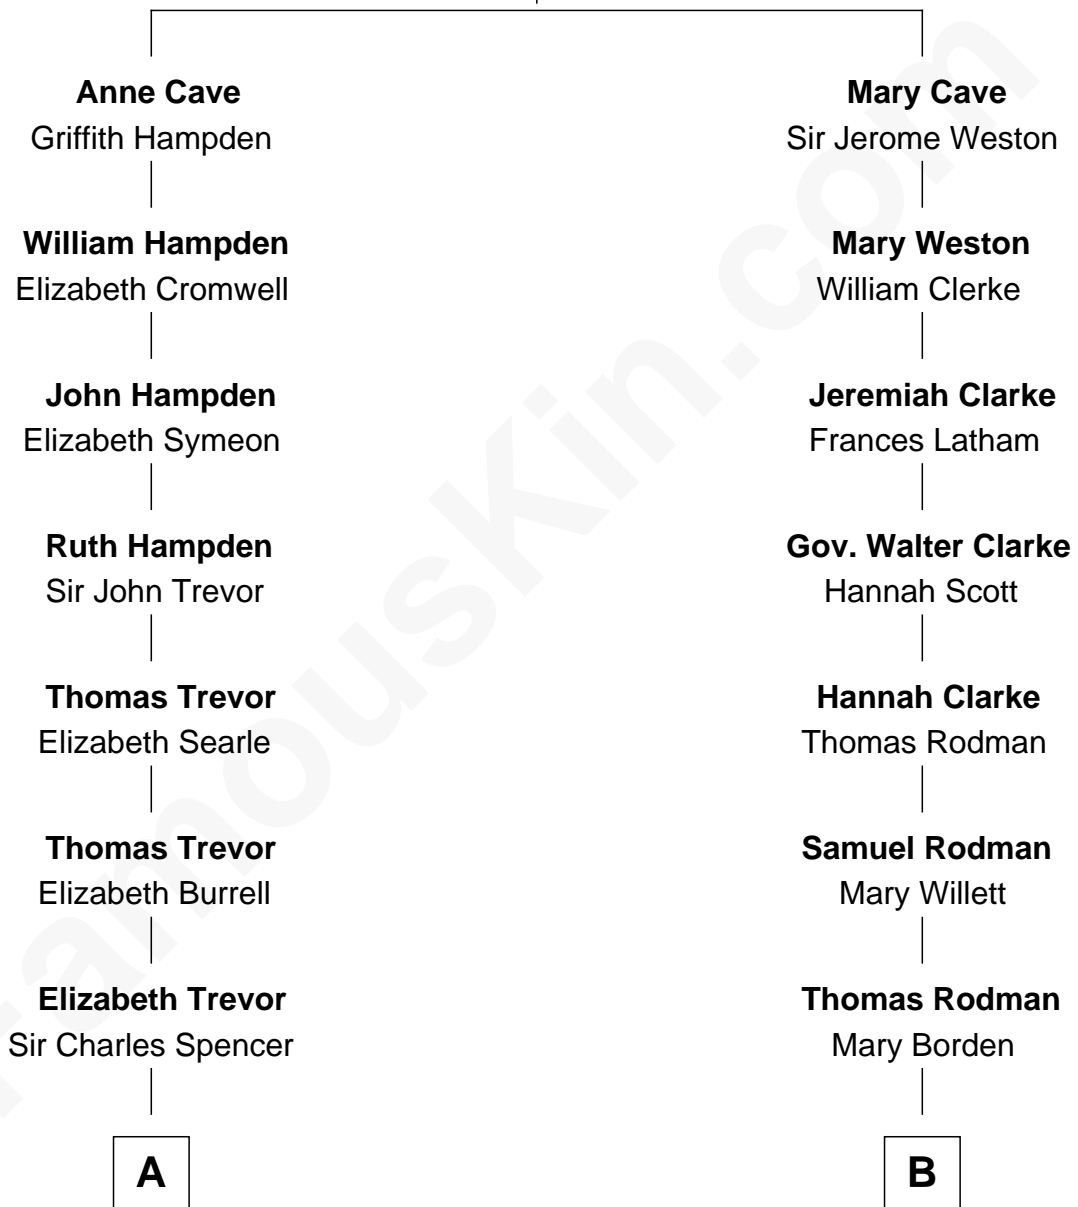 Anne Cave
Griffith Hampden
William Hampden
Elizabeth Cromwell
John Hampden
Elizabeth Symeon
Ruth Hampden
Sir John Trevor
Thomas Trevor
Elizabeth Searle
Thomas Trevor
Elizabeth Burrell
Elizabeth Trevor
Sir Charles Spencer
A
Mary Cave
Sir Jerome Weston
Mary Weston
William Clerke
Jeremiah Clarke
Frances Latham
Gov. Walter Clarke
Hannah Scott
Hannah Clarke
Thomas Rodman
Samuel Rodman
Mary Willett
Thomas Rodman
Mary Borden
B
FamousKin.com